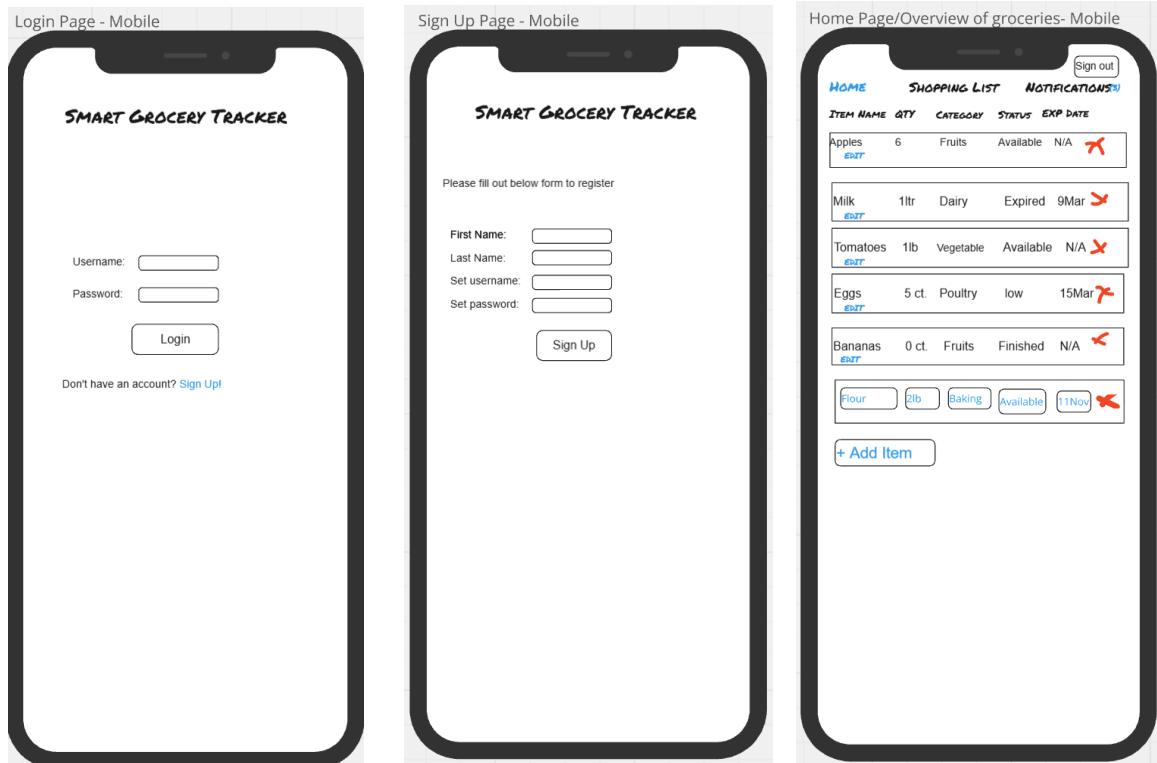 Login Page - Mobile
Smart Grocery Tracker
Username:
Password:
Login
Don't have an account? Sign Up!
Sign Up Page - Mobile
Smart Grocery Tracker
Please fill out below form to register
First Name:
Last Name:
Set username:
Set password:
Sign Up
Home Page/Overview of groceries- Mobile
Sign out
Home Shopping List Notifications(3)
Item Name QTY Category Status EXP Date
Apples 6 Fruits Available N/A
Edit
Milk 1ltr Dairy Expired 9Mar
Edit
Tomatoes 1lb Vegetable Available N/A
Edit
Eggs 5 ct. Poultry low 15Mar
Edit
Bananas 0 ct. Fruits Finished N/A
Edit
Flour 2lb Baking Available 11Nov
+ Add Item